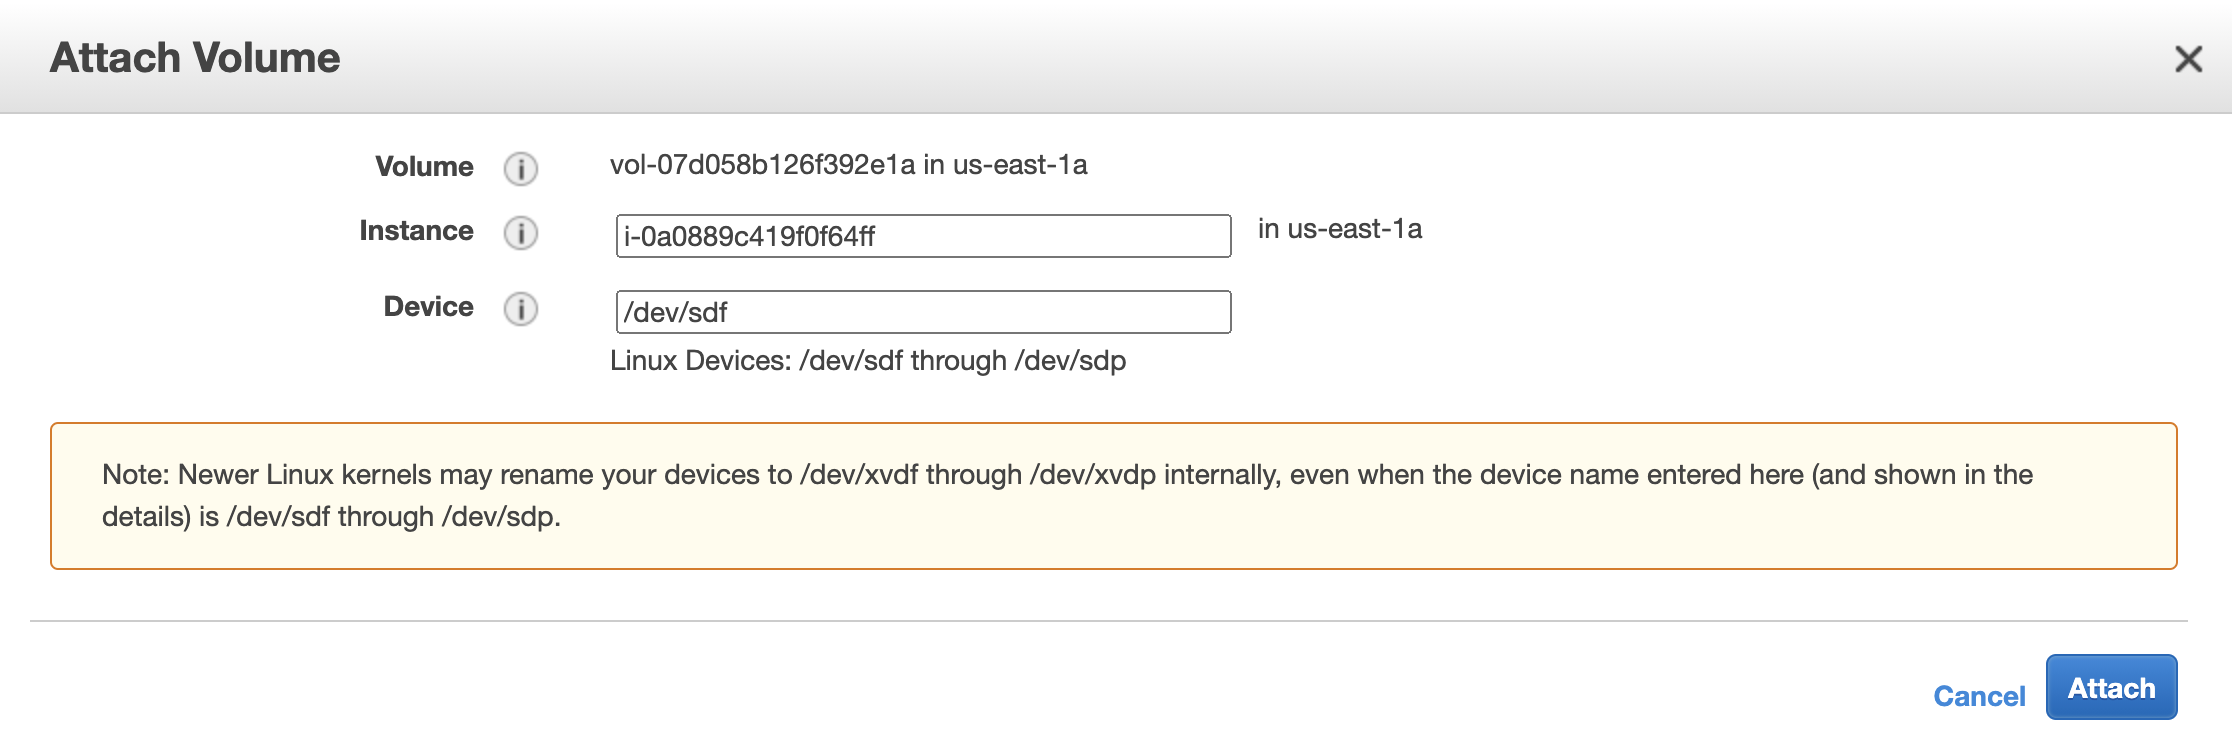 Attach Volume
Volume vol-07d058b126f392e1a in us-east-1a
Instance i-0a0889c419f0f64ff in us-east-1a
Device /dev/sdf
Linux Devices: /dev/sdf through /dev/sdp
Note: Newer Linux kernels may rename your devices to /dev/xvdf through /dev/xvdp internally, even when the device name entered here (and shown in the
details) is /dev/sdf through /dev/sdp.
Cancel Attach